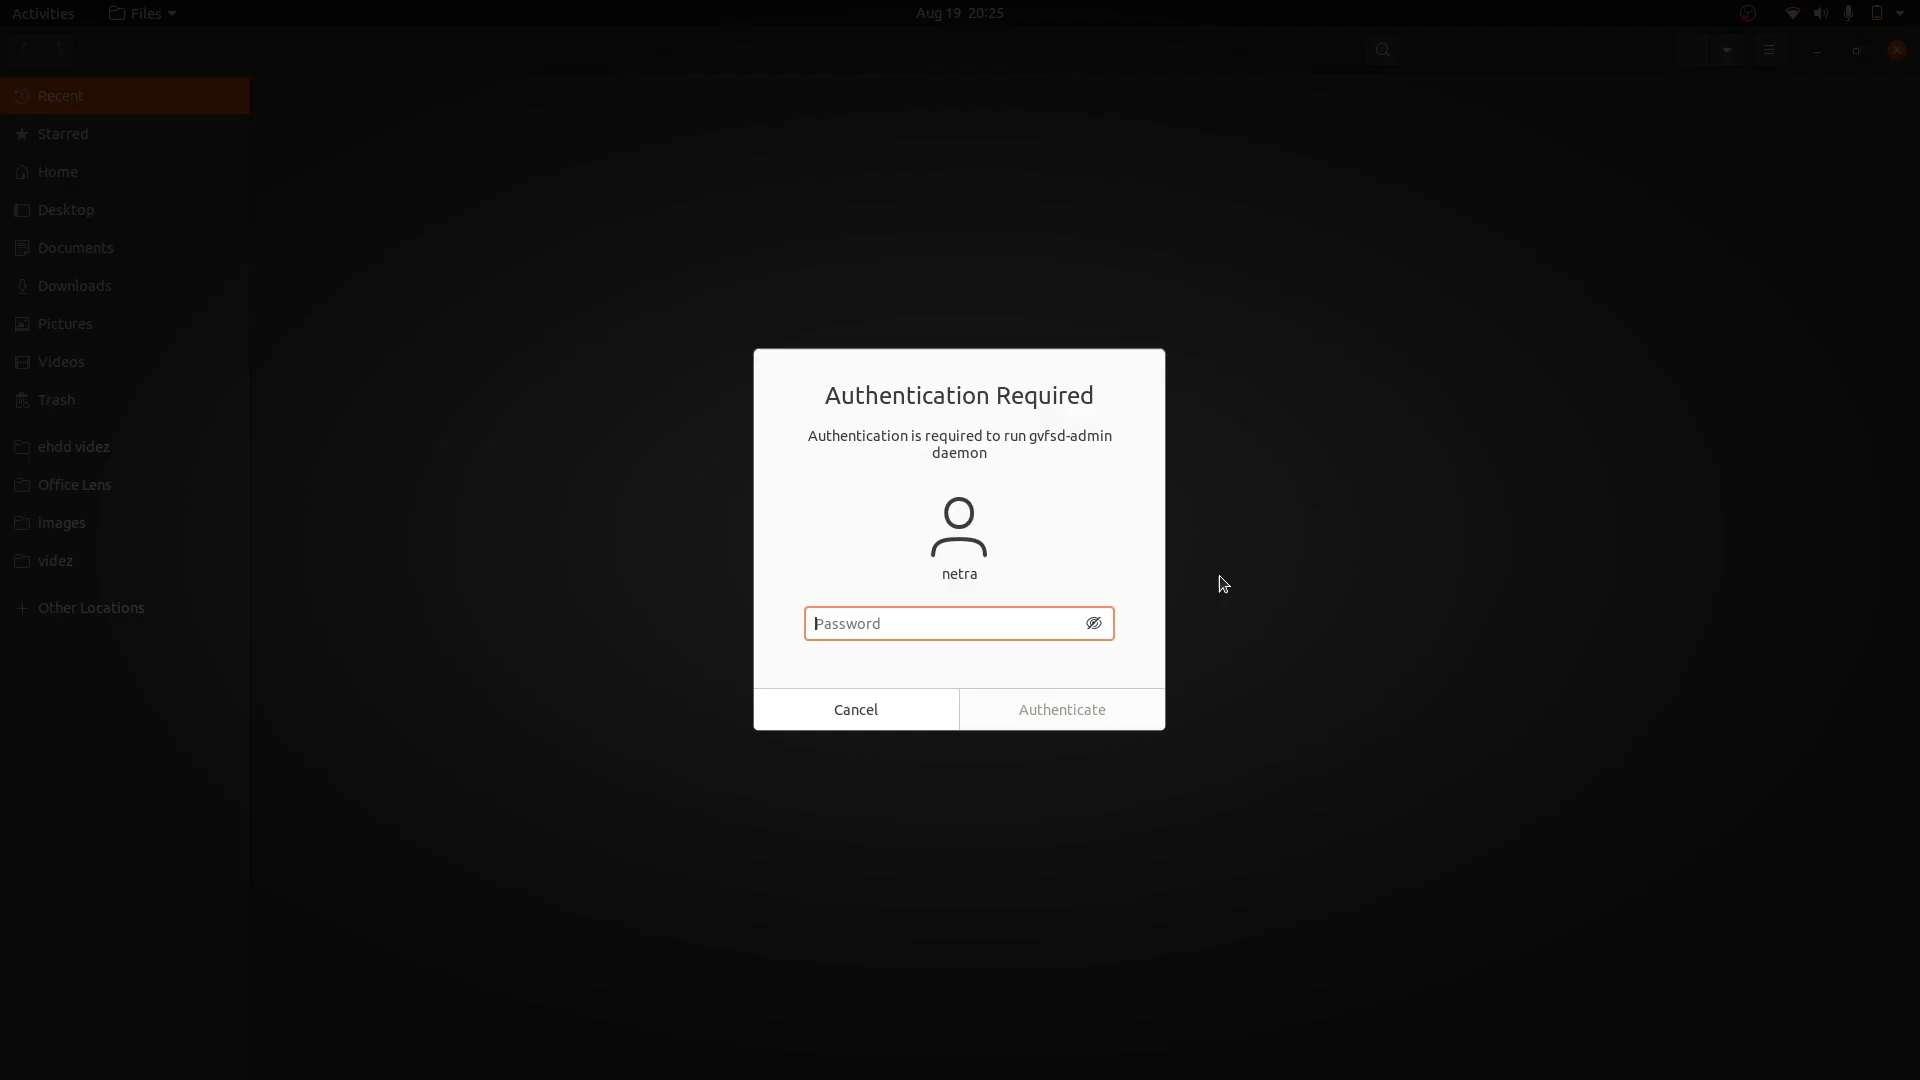 Activities
Files
Aug 19 20:25
Recent
Starred
Home
Desktop
Documents
Downloads
Pictures
Videos
Trash
ehdd videz
Office Lens
images
videz
Other Locations
Authentication Required
Authentication is required to run gvfsd-admin
daemon
netra
Password
Cancel
Authenticate